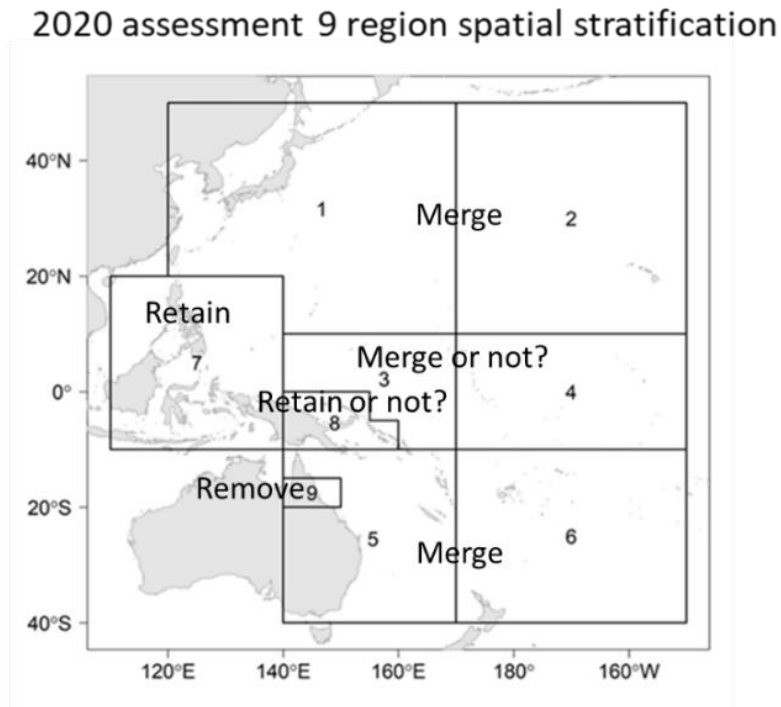 2020 assessment 9 region spatial stratification
40°N
1
Merge
2
20°N
Retain
7
Merge or not?
3
0°
4
Retain or not?
8
Remove
9
20°S
5
Merge
6
40°S
120°E
140°E
160°E
180°
160°W